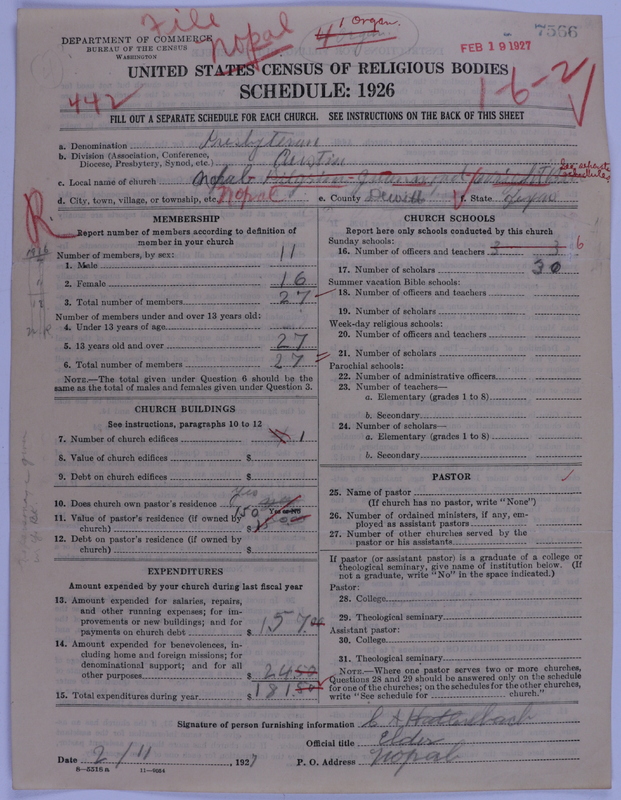 File
Nopal
1 Organ.
7566
DEPARTMENT OF COMMERCE
BUREAU OF THE CENSUS
WASHINGTON
FEB 19 1927
UNITED STATES CENSUS OF RELIGIOUS BODIES
SCHEDULE: 1926
1-6-2
442
FILL OUT A SEPARATE SCHEDULE FOR EACH CHURCH. SEE INSTRUCTIONS ON THE BACK OF THIS SHEET
a. Denomination Presbyterian
b. Division (Association, Conference, Diocese, Presbytery, Synod, etc.) Austin
c. Local name of church Nopal
d. City, town, village, or township, etc. Nopal e. County Dewitt f. State Texas
R
MEMBERSHIP
Report number of members according to definition of member in your church
Number of members, by sex:
1. Male 11
2. Female 16
3. Total number of members 27
Number of members under and over 13 years old:
4. Under 13 years of age
5. 13 years old and over 27
6. Total number of members 27
NOTE.—The total given under Question 6 should be the same as the total of males and females given under Question 3.
CHURCH BUILDINGS
See instructions, paragraphs 10 to 12
7. Number of church edifices 1
8. Value of church edifices $
9. Debt on church edifices $
10. Does church own pastor's residence Yes
Yes or No
11. Value of pastor's residence (if owned by church) $ 150
12. Debt on pastor's residence (if owned by church) $
EXPENDITURES
Amount expended by your church during last fiscal year
13. Amount expended for salaries, repairs, and other running expenses; for improvements or new buildings; and for payments on church debt $ 157.00
14. Amount expended for benevolences, including home and foreign missions; for denominational support; and for all other purposes $ 24.50
15. Total expenditures during year $ 181.50
CHURCH SCHOOLS
Report here only schools conducted by this church
Sunday schools:
16. Number of officers and teachers 3 3 6
17. Number of scholars 30
Summer vacation Bible schools:
18. Number of officers and teachers
19. Number of scholars
Week-day religious schools:
20. Number of officers and teachers
21. Number of scholars
Parochial schools:
22. Number of administrative officers
23. Number of teachers—
a. Elementary (grades 1 to 8)
b. Secondary
24. Number of scholars—
a. Elementary (grades 1 to 8)
b. Secondary
PASTOR
25. Name of pastor
(If church has no pastor, write "None")
26. Number of ordained ministers, if any, employed as assistant pastors
27. Number of other churches served by the pastor or his assistants
If pastor (or assistant pastor) is a graduate of a college or theological seminary, give name of institution below. (If not a graduate, write "No" in the space indicated.)
Pastor:
28. College
29. Theological seminary
Assistant pastor:
30. College
31. Theological seminary
NOTE.—Where one pastor serves two or more churches, Questions 28 and 29 should be answered only on the schedule for one of the churches; on the schedules for the other churches, write "See schedule for church."
Signature of person furnishing information
Official title Elder
Date 2/11, 1927 P. O. Address Nopal
8—5518 a 11—9034